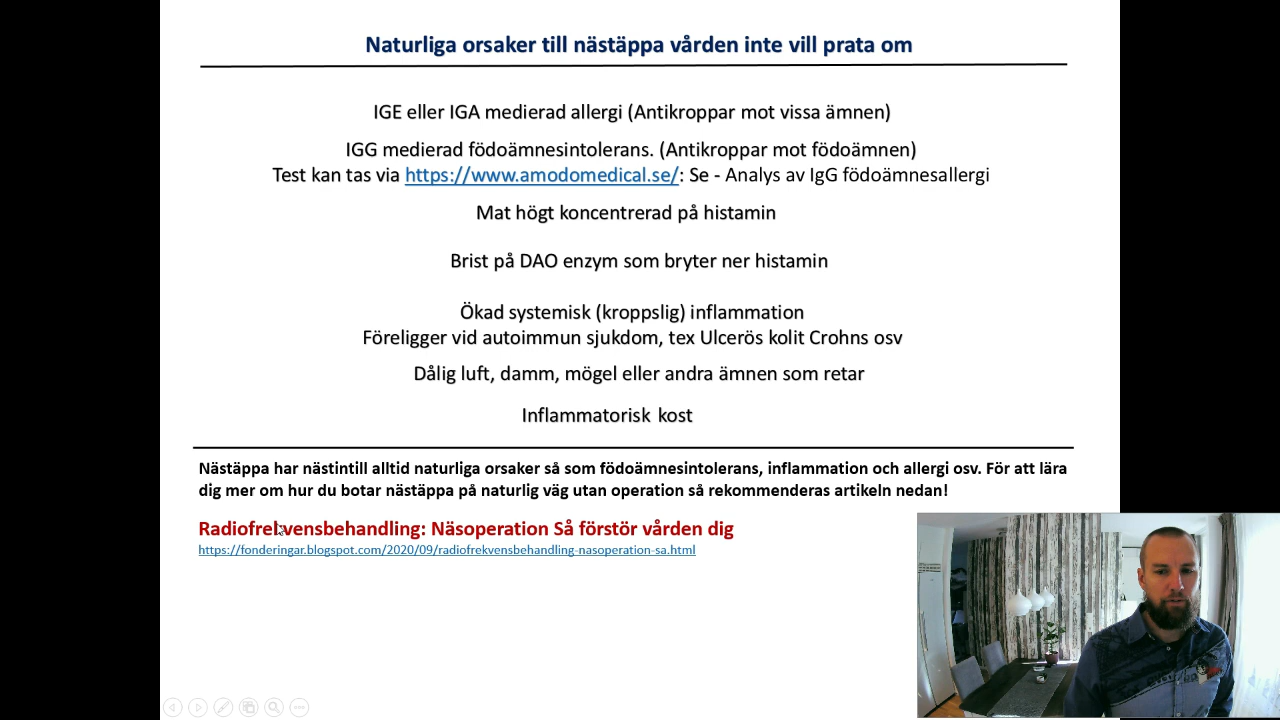 Naturliga orsaker till nästäppa vården inte vill prata om
IGE eller IGA medierad allergi (Antikroppar mot vissa ämnen)
IGG medierad födoämnesintolerans. (Antikroppar mot födoämnen)
Test kan tas via https://www.amodomedical.se/: Se - Analys av IgG födoämnesallergi
Mat högt koncentrerad på histamin
Brist på DAO enzym som bryter ner histamin
Ökad systemisk (kroppslig) inflammation
Föreligger vid autoimmun sjukdom, tex Ulcerös kolit Crohns osv
Dålig luft, damm, mögel eller andra ämnen som retar
Inflammatorisk kost
Nästäppa har nästintill alltid naturliga orsaker så som födoämnesintolerans, inflammation och allergi osv. För att lära
dig mer om hur du botar nästäppa på naturlig väg utan operation så rekommenderas artikeln nedan!
Radiofrekvensbehandling: Näsoperation Så förstör vården dig
https://fonderingar.blogspot.com/2020/09/radiofrekvensbehandling-nasoperation-sa.html